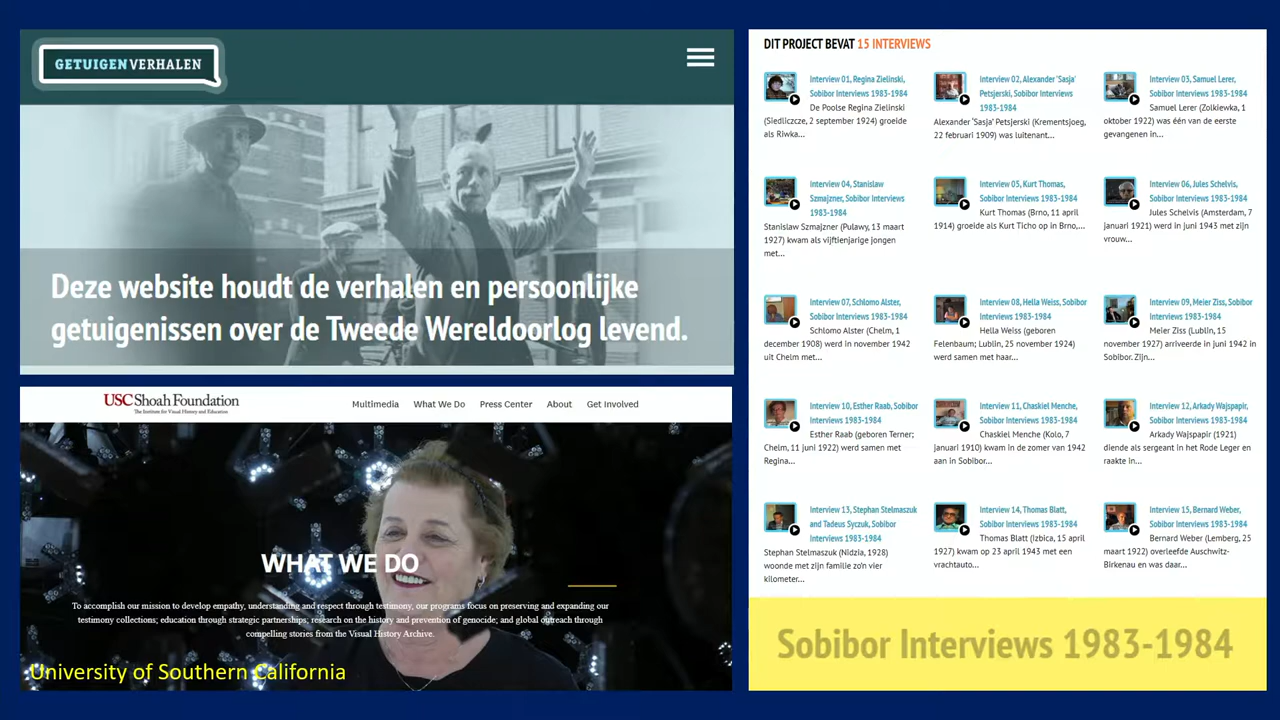 GETUIGENVERHALEN
Deze website houdt de verhalen en persoonlijke
getuigenissen over de Tweede Wereldoorlog levend.
USC Shoah Foundation
The Institute for Visual History and Education
Multimedia What We Do Press Center About Get Involved
WHAT WE DO
To accomplish our mission to develop empathy, understanding and respect through testimony, our programs focus on preserving and expanding our
testimony collections; education through strategic partnerships; research on the history and prevention of genocide; and global outreach through
compelling stories from the Visual History Archive.
University of Southern California
DIT PROJECT BEVAT 15 INTERVIEWS
Interview 01, Regina Zielinski,
Sobibor Interviews 1983-1984
De Poolse Regina Zielinski
(Siedliczcze, 2 september 1924) groeide
als Riwka...
Interview 02, Alexander 'Sasja'
Petsjerski, Sobibor Interviews
1983-1984
Alexander 'Sasja' Petsjerski (Krementsjoeg,
22 februari 1909) was luitenant...
Interview 03, Samuel Lerer,
Sobibor Interviews 1983-1984
Samuel Lerer (Zolkiewka, 1
oktober 1922) was één van de eerste
gevangenen in...
Interview 04, Stanislaw
Szmajzner, Sobibor Interviews
1983-1984
Stanislaw Szmajzner (Pulawy, 13 maart
1927) kwam als vijftienjarige jongen
met...
Interview 05, Kurt Thomas,
Sobibor Interviews 1983-1984
Kurt Thomas (Brno, 11 april
1914) groeide als Kurt Ticho op in Brno,...
Interview 06, Jules Schelvis,
Sobibor Interviews 1983-1984
Jules Schelvis (Amsterdam, 7
januari 1921) werd in juni 1943 met zijn
vrouw...
Interview 07, Schlomo Alster,
Sobibor Interviews 1983-1984
Schlomo Alster (Chelm, 1
december 1908) werd in november 1942
uit Chelm met...
Interview 08, Hella Weiss, Sobibor
Interviews 1983-1984
Hella Weiss (geboren
Felenbaum; Lublin, 25 november 1924)
werd samen met haar...
Interview 09, Meier Ziss, Sobibor
Interviews 1983-1984
Meier Ziss (Lublin, 15
november 1927) arriveerde in juni 1942 in
Sobibor. Zijn...
Interview 10, Esther Raab, Sobibor
Interviews 1983-1984
Esther Raab (geboren Terner;
Chelm, 11 juni 1922) werd samen met
Regina...
Interview 11, Chaskiel Menche,
Sobibor Interviews 1983-1984
Chaskiel Menche (Kolo, 7
januari 1910) kwam in de zomer van 1942
aan in Sobibor...
Interview 12, Arkady Wajspapir,
Sobibor Interviews 1983-1984
Arkady Wajspapir (1921)
diende als sergeant in het Rode Leger en
raakte in...
Interview 13, Stephan Stelmaszuk
and Tadeus Syczuk, Sobibor
Interviews 1983-1984
Stephan Stelmaszuk (Nidzia, 1928)
woonde met zijn familie zo'n vier
kilometer...
Interview 14, Thomas Blatt,
Sobibor Interviews 1983-1984
Thomas Blatt (Izbica, 15 april
1927) kwam op 23 april 1943 met een
vrachtauto...
Interview 15, Bernard Weber,
Sobibor Interviews 1983-1984
Bernard Weber (Lemberg, 25
maart 1922) overleefde Auschwitz-
Birkenau en was daar...
Sobibor Interviews 1983-1984